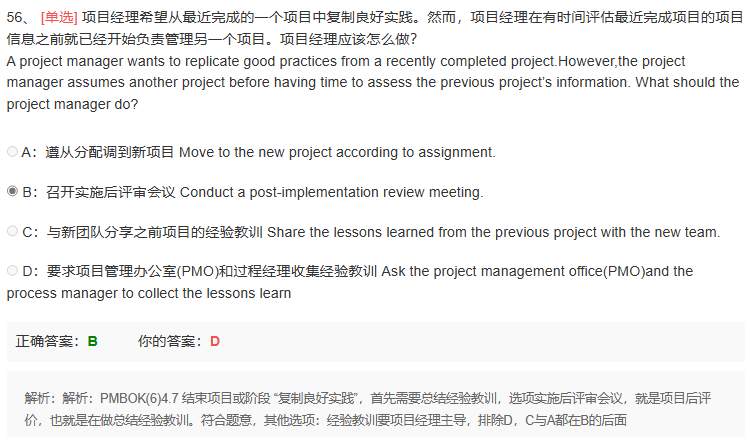 56、 [单选] 项目经理希望从最近完成的一个项目中复制良好实践。然而，项目经理在有时间评估最近完成项目的项目
信息之前就已经开始负责管理另一个项目。项目经理应该怎么做?
A project manager wants to replicate good practices from a recently completed project.However,the project
manager assumes another project before having time to assess the previous project's information. What should the
project manager do?
A：遵从分配调到新项目 Move to the new project according to assignment.
B：召开实施后评审会议 Conduct a post-implementation review meeting.
C：与新团队分享之前项目的经验教训 Share the lessons learned from the previous project with the new team.
D：要求项目管理办公室(PMO)和过程经理收集经验教训 Ask the project management office(PMO)and the
process manager to collect the lessons learn
正确答案：B 你的答案：D
解析：解析：PMBOK(6)4.7 结束项目或阶段 “复制良好实践”，首先需要总结经验教训，选项实施后评审会议，就是项目后评
价，也就是在做总结经验教训。符合题意，其他选项：经验教训要项目经理主导，排除D，C与A都在B的后面